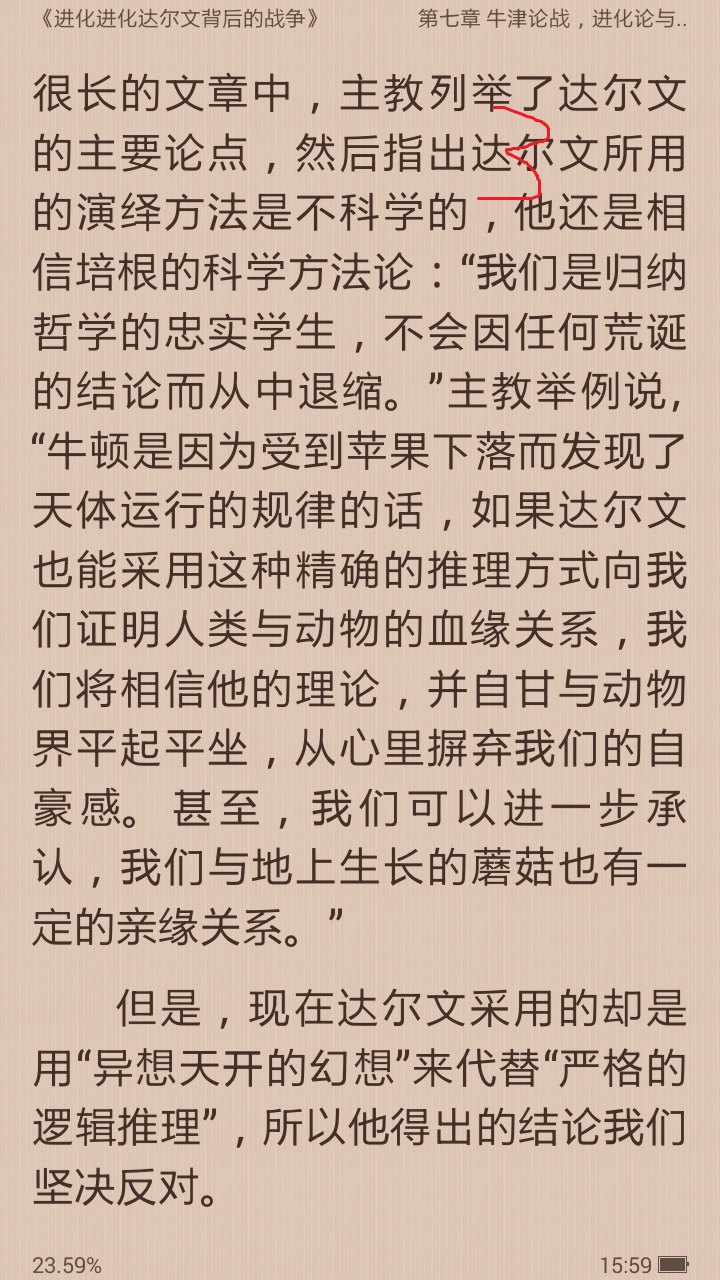 《进化进化达尔文背后的战争》 第七章 牛津论战，进化论与..
很长的文章中，主教列举了达尔文
的主要论点，然后指出达尔文所用
的演绎方法是不科学的，他还是相
信培根的科学方法论：“我们是归纳
哲学的忠实学生，不会因任何荒诞
的结论而从中退缩。”主教举例说，
“牛顿是因为受到苹果下落而发现了
天体运行的规律的话，如果达尔文
也能采用这种精确的推理方式向我
们证明人类与动物的血缘关系，我
们将相信他的理论，并自甘与动物
界平起平坐，从心里摒弃我们的自
豪感。甚至，我们可以进一步承
认，我们与地上生长的蘑菇也有一
定的亲缘关系。”
但是，现在达尔文采用的却是
用“异想天开的幻想”来代替“严格的
逻辑推理”，所以他得出的结论我们
坚决反对。
23.59% 15:59